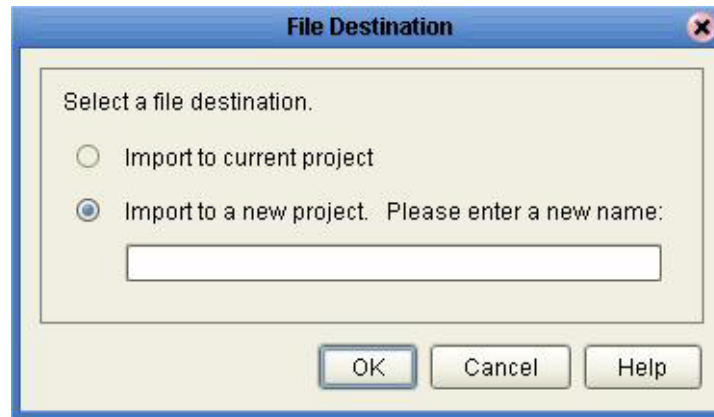 File Destination
Select a file destination.
Import to current project
Import to a new project. Please enter a new name:
OK Cancel Help